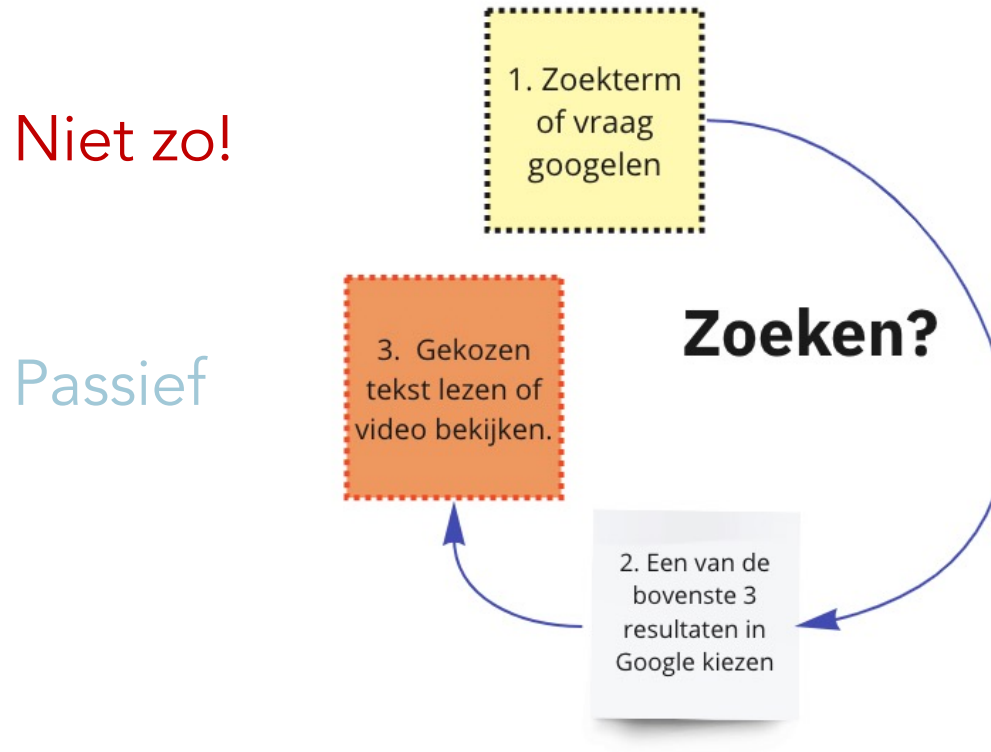 Niet zo!
Passief
Zoeken?
1. Zoekterm
of vraag
googelen
2. Een van de
bovenste 3
resultaten in
Google kiezen
3. Gekozen
tekst lezen of
video bekijken.